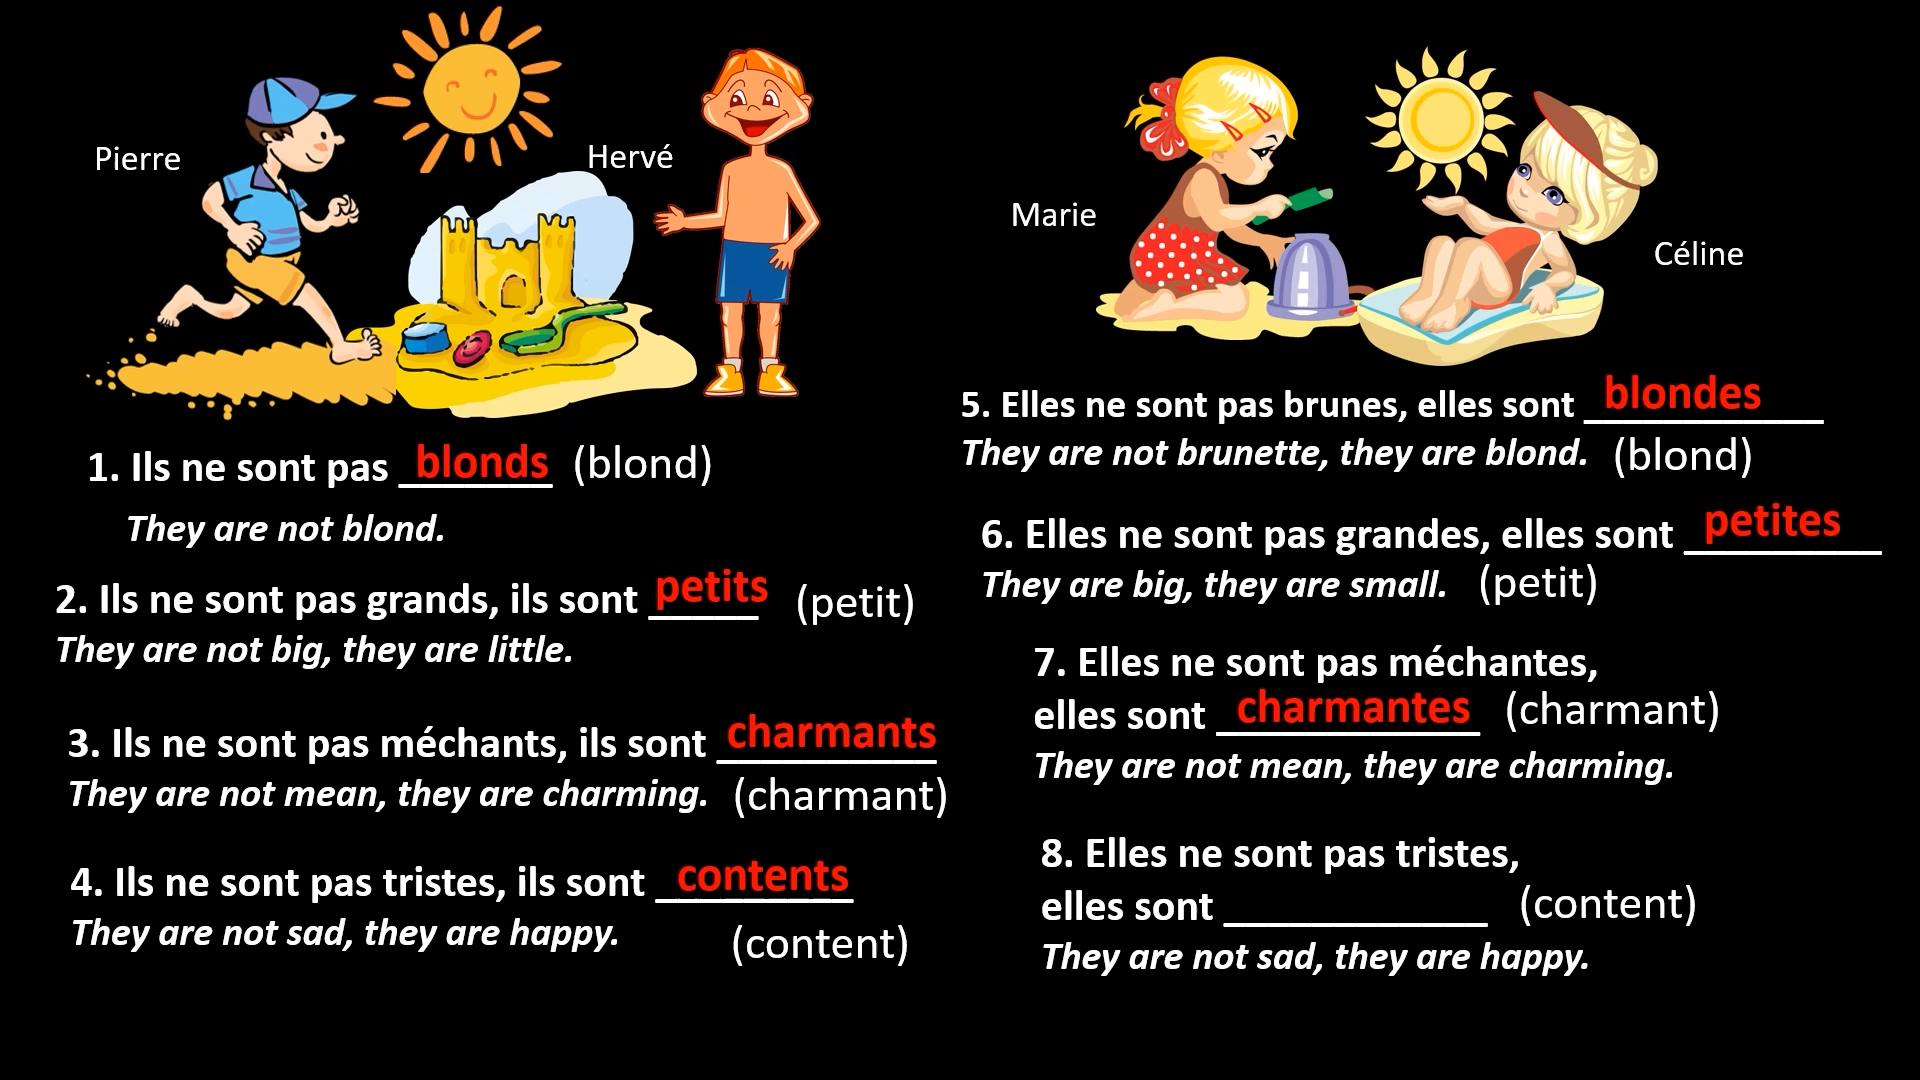 Pierre
Hervé
1. Ils ne sont pas blonds (blond)
They are not blond.
2. Ils ne sont pas grands, ils sont petits (petit)
They are not big, they are little.
3. Ils ne sont pas méchants, ils sont charmants
They are not mean, they are charming. (charmant)
4. Ils ne sont pas tristes, ils sont contents
They are not sad, they are happy. (content)
Marie
Céline
5. Elles ne sont pas brunes, elles sont blondes
They are not brunette, they are blond. (blond)
6. Elles ne sont pas grandes, elles sont petites
They are big, they are small. (petit)
7. Elles ne sont pas méchantes,
elles sont charmantes (charmant)
They are not mean, they are charming.
8. Elles ne sont pas tristes,
elles sont ____________ (content)
They are not sad, they are happy.